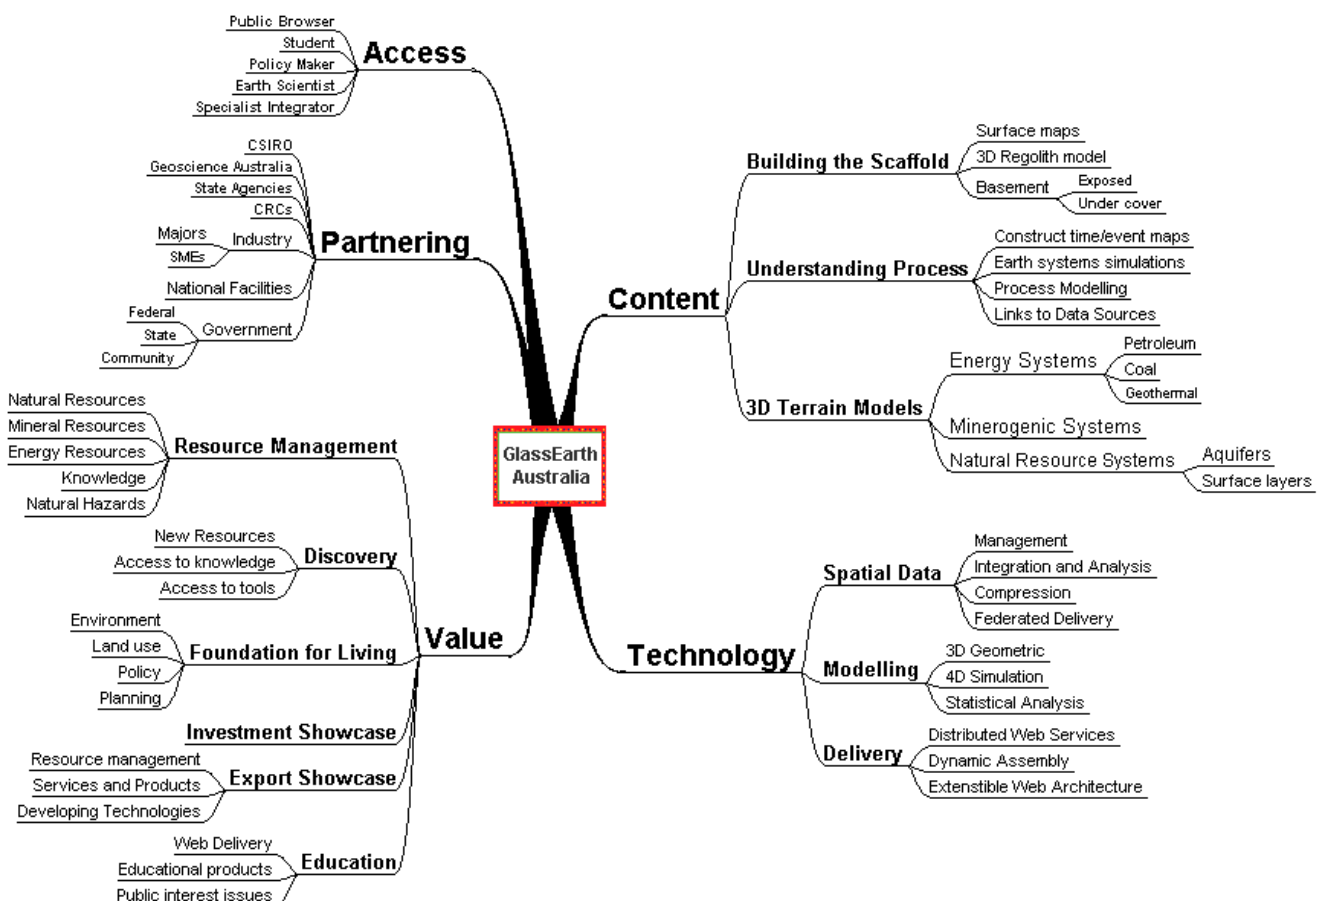 Public Browser
Student
Policy Maker
Earth Scientist
Specialist Integrator
Access
CSIRO
Geoscience Australia
State Agencies
CRCs
Majors
SMEs
Industry
National Facilities
Federal
State
Community
Government
Partnering
Natural Resources
Mineral Resources
Energy Resources
Knowledge
Natural Hazards
Resource Management
New Resources
Access to knowledge
Access to tools
Discovery
Environment
Land use
Policy
Planning
Foundation for Living
Investment Showcase
Resource management
Services and Products
Developing Technologies
Export Showcase
Web Delivery
Educational products
Public interest issues
Education
Value
GlassEarth
Australia
Content
Building the Scaffold
Surface maps
3D Regolith model
Basement
Exposed
Under cover
Understanding Process
Construct time/event maps
Earth systems simulations
Process Modelling
Links to Data Sources
3D Terrain Models
Energy Systems
Petroleum
Coal
Geothermal
Minerogenic Systems
Natural Resource Systems
Aquifers
Surface layers
Technology
Spatial Data
Management
Integration and Analysis
Compression
Federated Delivery
Modelling
3D Geometric
4D Simulation
Statistical Analysis
Delivery
Distributed Web Services
Dynamic Assembly
Extenstible Web Architecture